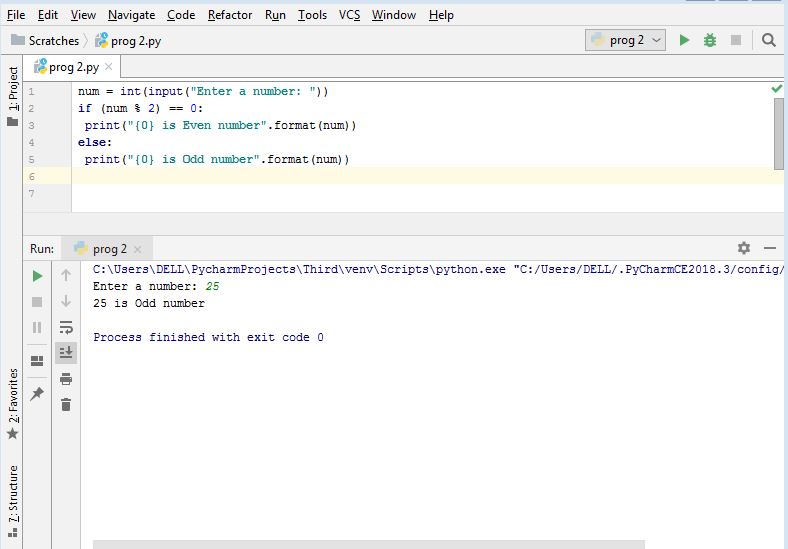 File Edit View Navigate Code Refactor Run Tools VCS Window Help
Scratches prog 2.py prog 2
1: Project
prog 2.py
1 num = int(input("Enter a number: "))
2 if (num % 2) == 0:
3 print("{0} is Even number".format(num))
4 else:
5 print("{0} is Odd number".format(num))
6
7
Run: prog 2
C:\Users\DELL\PycharmProjects\Third\venv\Scripts\python.exe "C:/Users/DELL/.PyCharmCE2018.3/config/
Enter a number: 25
25 is Odd number
Process finished with exit code 0
2: Favorites
7: Structure